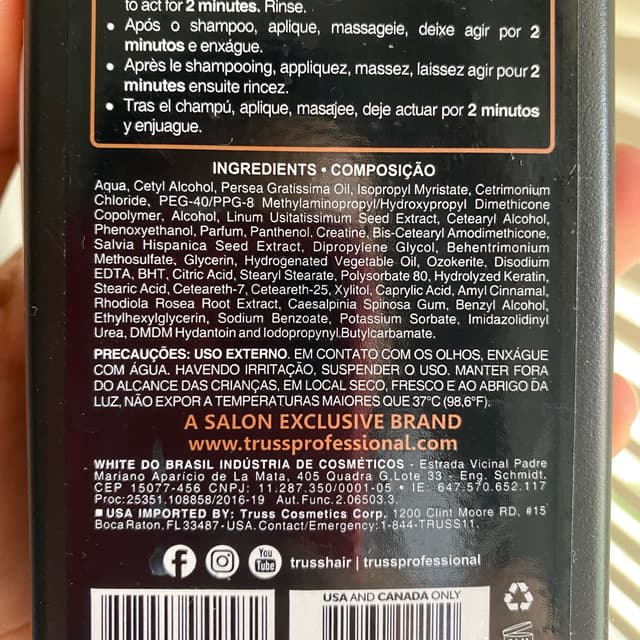 to act for 2 minutes. Rinse.
• Após o shampoo, aplique, massageie, deixe agir por 2
minutos e enxágue.
• Après le shampooing, appliquez, massez, laissez agir pour 2
minutes ensuite rincez.
• Tras el champú, aplique, masajee, deje actuar por 2 minutos
y enjuague.
INGREDIENTS • COMPOSIÇÃO
Aqua, Cetyl Alcohol, Persea Gratissima Oil, Isopropyl Myristate, Cetrimonium
Chloride, PEG-40/PPG-8 Methylaminopropyl/Hydroxypropyl Dimethicone
Copolymer, Alcohol, Linum Usitatissimum Seed Extract, Cetearyl Alcohol,
Phenoxyethanol, Parfum, Panthenol, Creatine, Bis-Cetearyl Amodimethicone,
Salvia Hispanica Seed Extract, Dipropylene Glycol, Behentrimonium
Methosulfate, Glycerin, Hydrogenated Vegetable Oil, Ozokerite, Disodium
EDTA, BHT, Citric Acid, Stearyl Stearate, Polysorbate 80, Hydrolyzed Keratin,
Stearic Acid, Ceteareth-7, Ceteareth-25, Xylitol, Caprylic Acid, Amyl Cinnamal,
Rhodiola Rosea Root Extract, Caesalpinia Spinosa Gum, Benzyl Alcohol,
Ethylhexylglycerin, Sodium Benzoate, Potassium Sorbate, Imidazolidinyl
Urea, DMDM Hydantoin and Iodopropynyl.Butylcarbamate.
PRECAUÇÕES: USO EXTERNO. EM CONTATO COM OS OLHOS, ENXÁGUE
COM ÁGUA. HAVENDO IRRITAÇÃO, SUSPENDER O USO. MANTER FORA
DO ALCANCE DAS CRIANÇAS, EM LOCAL SECO, FRESCO E AO ABRIGO DA
LUZ, NÃO EXPOR A TEMPERATURAS MAIORES QUE 37°C (98,6°F).
A SALON EXCLUSIVE BRAND
www.trussprofessional.com
WHITE DO BRASIL INDÚSTRIA DE COSMÉTICOS - Estrada Vicinal Padre
Mariano Aparício de La Mata, 405 Quadra G,Lote 33 - Eng. Schmidt.
CEP 15077-456 CNPJ: 11.287.350/0001-05 • IE: 647.570.652.117
Proc:25351.108858/2016-19 Aut.Func.2.06503.3.
■ USA IMPORTED BY: Truss Cosmetics Corp. 1200 Clint Moore RD, #15
Boca Raton. FL33487-USA. Contact/Emergency:1-844-TRUSS11.
You
Tube
trusshair | trussprofessional
USA AND CANADA ONLY